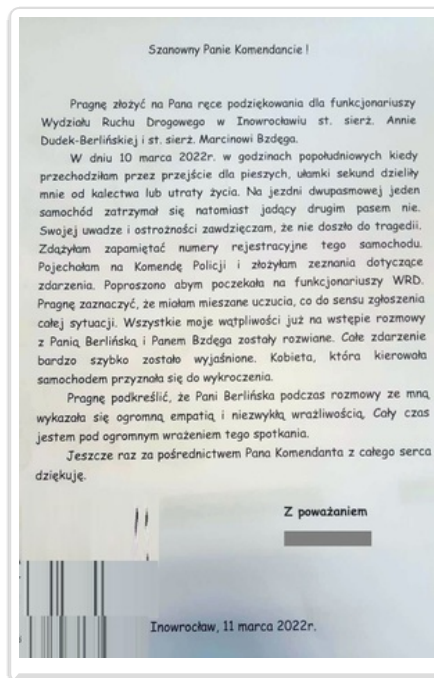 Szanowny Panie Komendancie !
Pragnę złożyć na Pana ręce podziękowania dla funkcjonariuszy
Wydziału Ruchu Drogowego w Inowrocławiu st. sierż. Annie
Dudek-Berlińskiej i st. sierż. Marcinowi Bzdęga.
W dniu 10 marca 2022r. w godzinach popołudniowych kiedy
przechodziłam przez przejście dla pieszych, ułamki sekund dzieliły
mnie od kalectwa lub utraty życia. Na jezdni dwupasmowej jeden
samochód zatrzymał się natomiast jadący drugim pasem nie.
Swojej uwadze i ostrożności zawdzięczam, że nie doszło do tragedii.
Zdążyłam zapamiętać numery rejestracyjne tego samochodu.
Pojechałam na Komendę Policji i złożyłam zeznania dotyczące
zdarzenia. Poproszono abym poczekała na funkcjonariuszy WRD.
Pragnę zaznaczyć, że miałam mieszane uczucia, co do sensu zgłoszenia
całej sytuacji. Wszystkie moje wątpliwości już na wstępie rozmowy
z Panią Berlińską i Panem Bzdęga zostały rozwiane. Całe zdarzenie
bardzo szybko zostało wyjaśnione. Kobieta, która kierowała
samochodem przyznała się do wykroczenia.
Pragnę podkreślić, że Pani Berlińska podczas rozmowy ze mną
wykazała się ogromną empatią i niezwykłą wrażliwością. Cały czas
jestem pod ogromnym wrażeniem tego spotkania.
Jeszcze raz za pośrednictwem Pana Komendanta z całego serca
dziękuję.
Z poważaniem
Inowrocław, 11 marca 2022r.